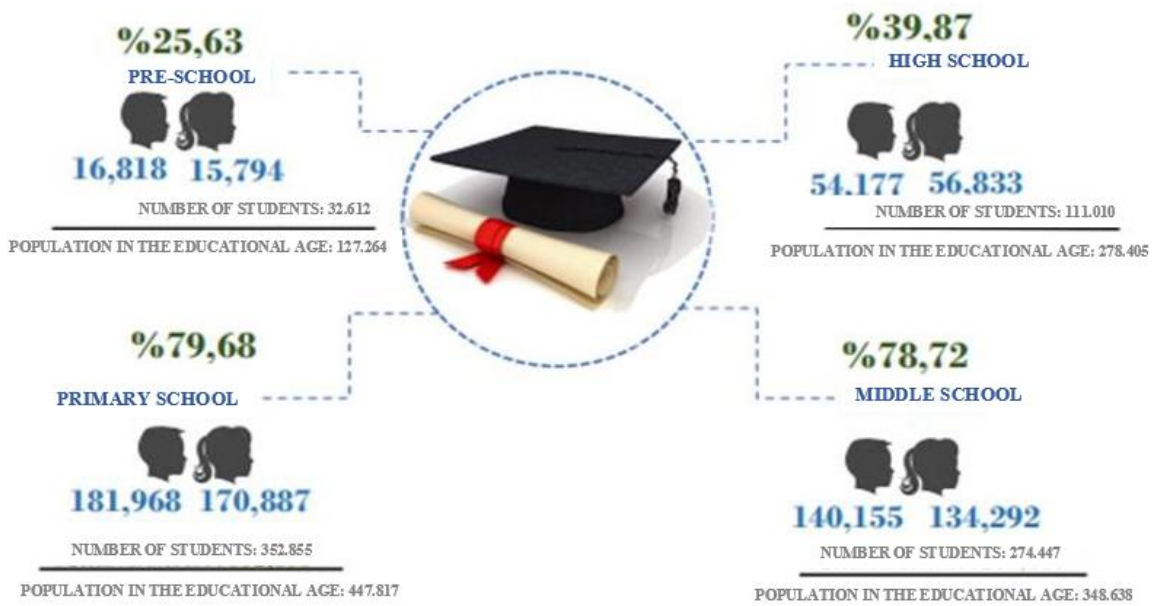 %25,63
PRE-SCHOOL
16,818 15,794
NUMBER OF STUDENTS: 32.612
POPULATION IN THE EDUCATIONAL AGE: 127.264
%39,87
HIGH SCHOOL
54.177 56,833
NUMBER OF STUDENTS: 111.010
POPULATION IN THE EDUCATIONAL AGE: 278.405
%79,68
PRIMARY SCHOOL
181,968 170,887
NUMBER OF STUDENTS: 352.855
POPULATION IN THE EDUCATIONAL AGE: 447.817
%78,72
MIDDLE SCHOOL
140,155 134,292
NUMBER OF STUDENTS: 274.447
POPULATION IN THE EDUCATIONAL AGE: 348.638